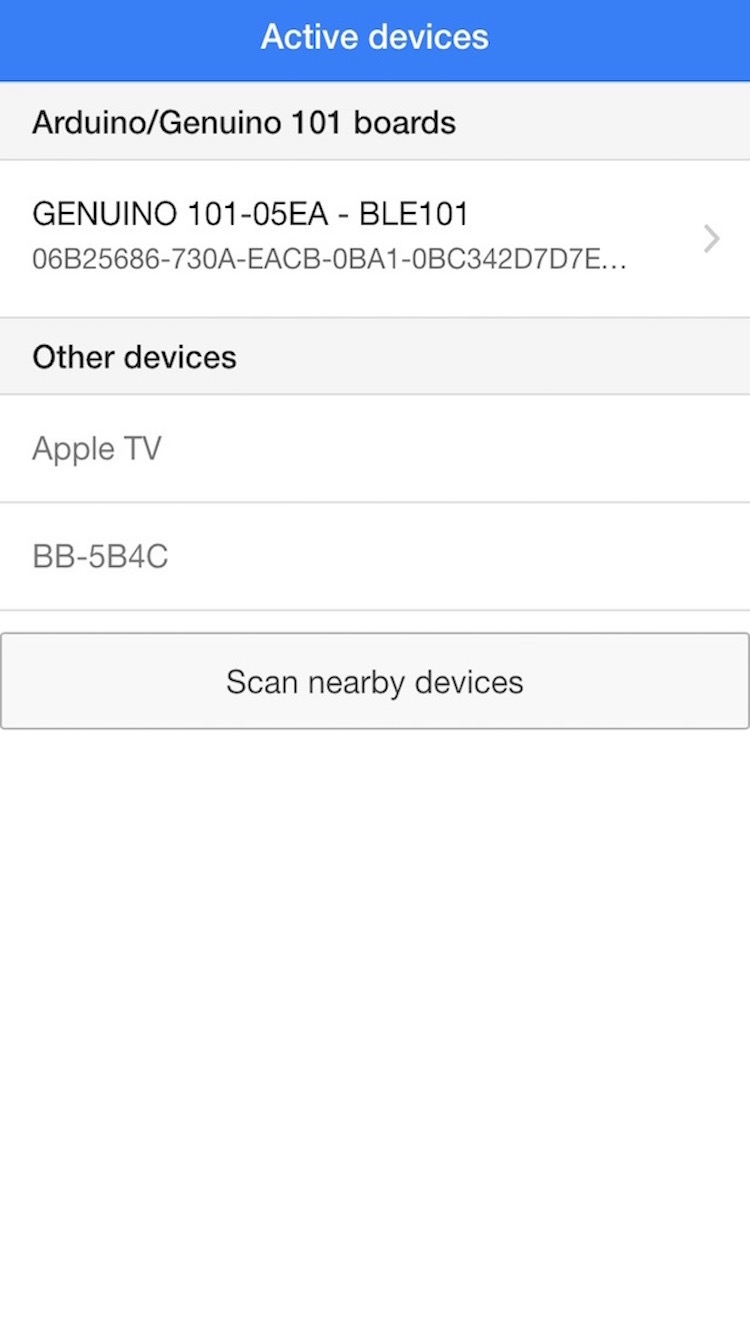 Active devices
Arduino/Genuino 101 boards
GENUINO 101-05EA - BLE101
06B25686-730A-EACB-0BA1-0BC342D7D7E...
Other devices
Apple TV
BB-5B4C
Scan nearby devices